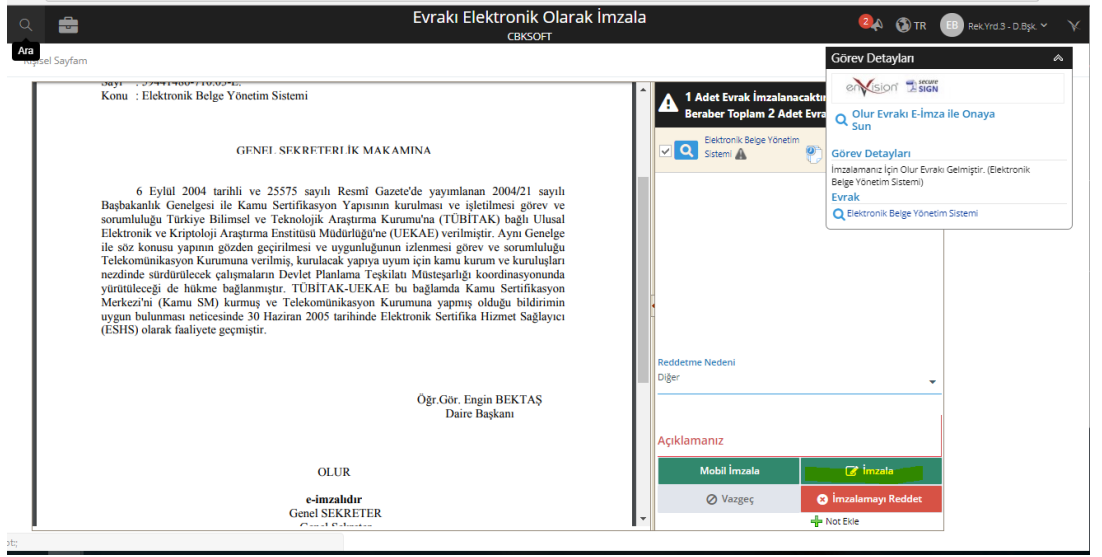 Evrakı Elektronik Olarak İmzala
CBKSOFT
2
TR
EB
Rek.Yrd.3 - D.Bşk.
Ara
isel Sayfam
Konu : Elektronik Belge Yönetim Sistemi
GENEL SEKRETERLİK MAKAMINA
6 Eylül 2004 tarihli ve 25575 sayılı Resmî Gazete'de yayımlanan 2004/21 sayılı
Başbakanlık Genelgesi ile Kamu Sertifikasyon Yapısının kurulması ve işletilmesi görev ve
sorumluluğu Türkiye Bilimsel ve Teknolojik Araştırma Kurumu'na (TÜBİTAK) bağlı Ulusal
Elektronik ve Kriptoloji Araştırma Enstitüsü Müdürlüğü'ne (UEKAE) verilmiştir. Aynı Genelge
ile söz konusu yapının gözden geçirilmesi ve uygunluğunun izlenmesi görev ve sorumluluğu
Telekomünikasyon Kurumuna verilmiş, kurulacak yapıya uyum için kamu kurum ve kuruluşları
nezdinde sürdürülecek çalışmaların Devlet Planlama Teşkilatı Müsteşarlığı koordinasyonunda
yürütüleceği de hükme bağlanmıştır. TÜBİTAK-UEKAE bu bağlamda Kamu Sertifikasyon
Merkezi'ni (Kamu SM) kurmuş ve Telekomünikasyon Kurumuna yapmış olduğu bildirimin
uygun bulunması neticesinde 30 Haziran 2005 tarihinde Elektronik Sertifika Hizmet Sağlayıcı
(ESHS) olarak faaliyete geçmiştir.
Öğr.Gör. Engin BEKTAŞ
Daire Başkanı
OLUR
e-imzalıdır
Genel SEKRETER
1 Adet Evrak İmzalanacaktır
Beraber Toplam 2 Adet Evra
Elektronik Belge Yönetim
Sistemi
Reddetme Nedeni
Diğer
Açıklamanız
Mobil İmzala
İmzala
Vazgeç
İmzalamayı Reddet
Not Ekle
Görev Detayları
enVision secure SIGN
Olur Evrakı E-İmza ile Onaya
Sun
Görev Detayları
İmzalamanız İçin Olur Evrakı Gelmiştir. (Elektronik
Belge Yönetim Sistemi)
Evrak
Elektronik Belge Yönetim Sistemi